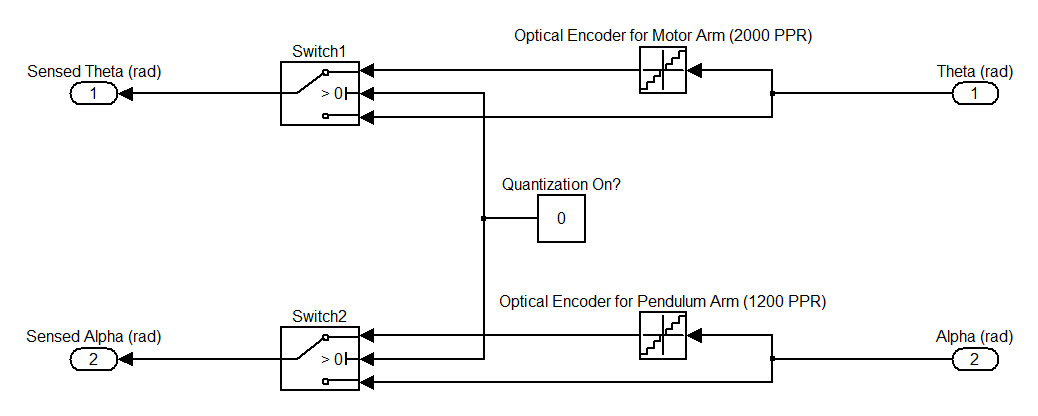 Optical Encoder for Motor Arm (2000 PPR)
Switch1
Sensed Theta (rad)
Theta (rad)
1
> 0
1
Quantization On?
0
Optical Encoder for Pendulum Arm (1200 PPR)
Switch2
Sensed Alpha (rad)
Alpha (rad)
2
> 0
2